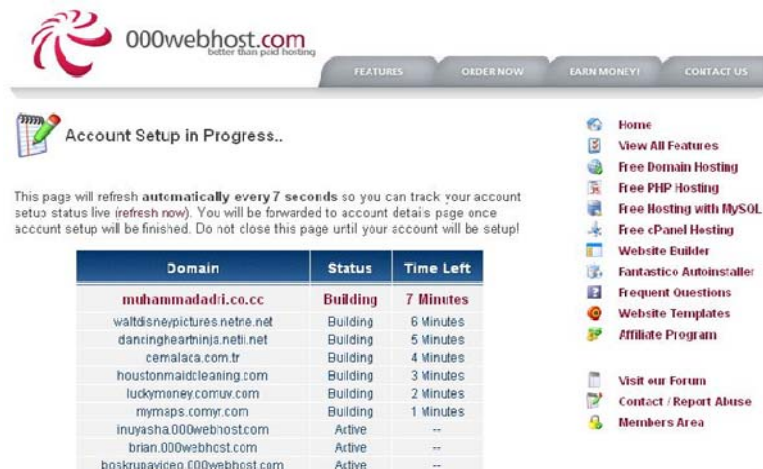 000webhost.com
better than paid hosting
FEATURES
ORDER NOW
EARN MONEY!
CONTACT US
Account Setup in Progress..
This page will refresh automatically every 7 seconds so you can track your account
setup status live (refresh now). You will be forwarded to account details page once
account setup will be finished. Do not close this page until your account will be setup!
Domain Status Time Left
muhammadadri.co.cc Building 7 Minutes
waltdisneypictures.netne.net Building 6 Minutes
dancingheartninja.netii.net Building 5 Minutes
cemalaca.com.tr Building 4 Minutes
houstonmaidcleaning.com Building 3 Minutes
luckymoney.comuv.com Building 2 Minutes
mymaps.comyr.com Building 1 Minutes
inuyasha.000webhost.com Active --
brian.000webhost.com Active --
boskrupavideo.000webhost.com Active --
Home
View All Features
Free Domain Hosting
Free PHP Hosting
Free Hosting with MySQL
Free cPanel Hosting
Website Builder
Fantastico Autoinstaller
Frequent Questions
Website Templates
Affiliate Program
Visit our Forum
Contact / Report Abuse
Members Area